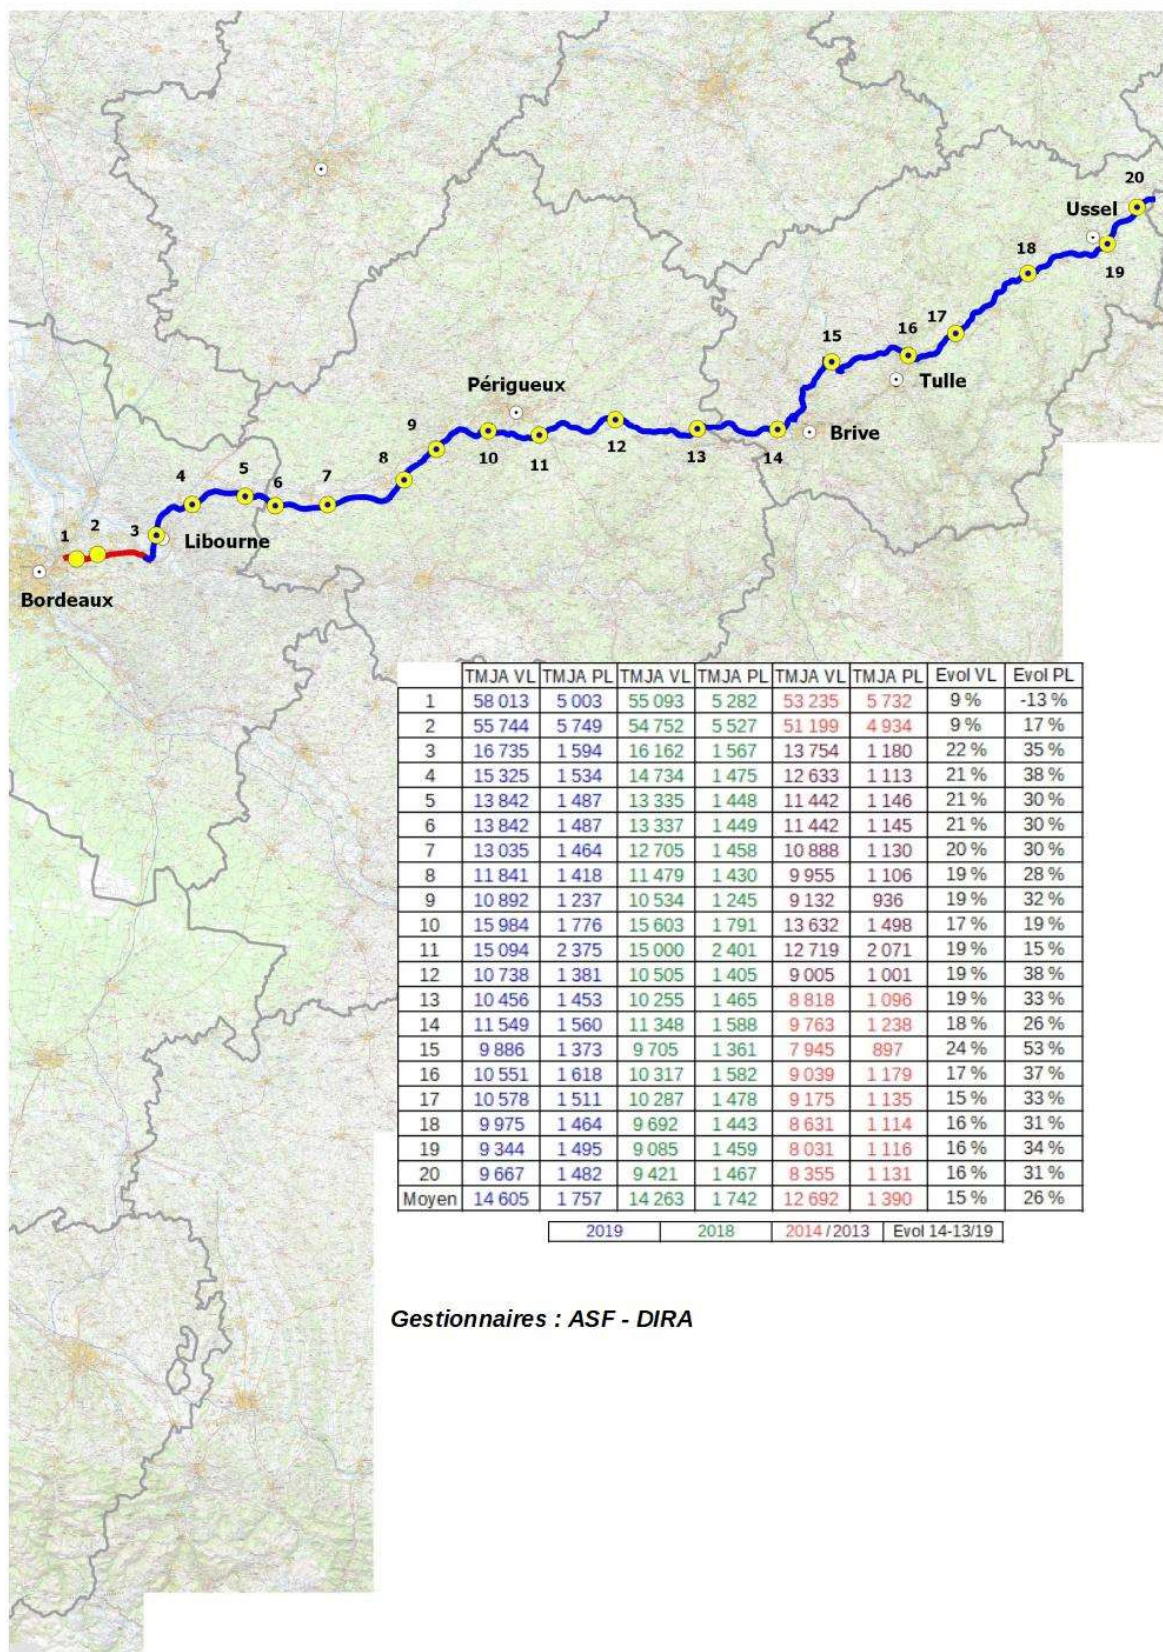 20
Ussel
18
19
17
15
16
Tulle
Périgueux
9
10
11
12
13
14
Brive
8
7
5
6
4
3
Libourne
2
1
Bordeaux
TMJA VL TMJA PL TMJA VL TMJA PL TMJA VL TMJA PL Evol VL Evol PL
1 58 013 5 003 55 093 5 282 53 235 5 732 9 % -13 %
2 55 744 5 749 54 752 5 527 51 199 4 934 9 % 17 %
3 16 735 1 594 16 162 1 567 13 754 1 180 22 % 35 %
4 15 325 1 534 14 734 1 475 12 633 1 113 21 % 38 %
5 13 842 1 487 13 335 1 448 11 442 1 146 21 % 30 %
6 13 842 1 487 13 337 1 449 11 442 1 145 21 % 30 %
7 13 035 1 464 12 705 1 458 10 888 1 130 20 % 30 %
8 11 841 1 418 11 479 1 430 9 955 1 106 19 % 28 %
9 10 892 1 237 10 534 1 245 9 132 936 19 % 32 %
10 15 984 1 776 15 603 1 791 13 632 1 498 17 % 19 %
11 15 094 2 375 15 000 2 401 12 719 2 071 19 % 15 %
12 10 738 1 381 10 505 1 405 9 005 1 001 19 % 38 %
13 10 456 1 453 10 255 1 465 8 818 1 096 19 % 33 %
14 11 549 1 560 11 348 1 588 9 763 1 238 18 % 26 %
15 9 886 1 373 9 705 1 361 7 945 897 24 % 53 %
16 10 551 1 618 10 317 1 582 9 039 1 179 17 % 37 %
17 10 578 1 511 10 287 1 478 9 175 1 135 15 % 33 %
18 9 975 1 464 9 692 1 443 8 631 1 114 16 % 31 %
19 9 344 1 495 9 085 1 459 8 031 1 116 16 % 34 %
20 9 667 1 482 9 421 1 467 8 355 1 131 16 % 31 %
Moyen 14 605 1 757 14 263 1 742 12 692 1 390 15 % 26 %
2019 2018 2014 / 2013 Evol 14-13/19
Gestionnaires : ASF - DIRA